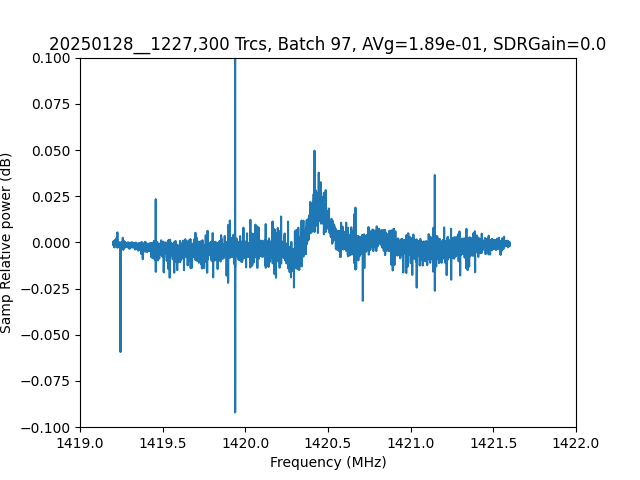 20250128__1227,300 Trcs, Batch 97, AVg=1.89e-01, SDRGain=0.0
0.100
0.075
0.050
0.025
0.000
−0.025
−0.050
−0.075
−0.100
Samp Relative power (dB)
1419.0 1419.5 1420.0 1420.5 1421.0 1421.5 1422.0
Frequency (MHz)